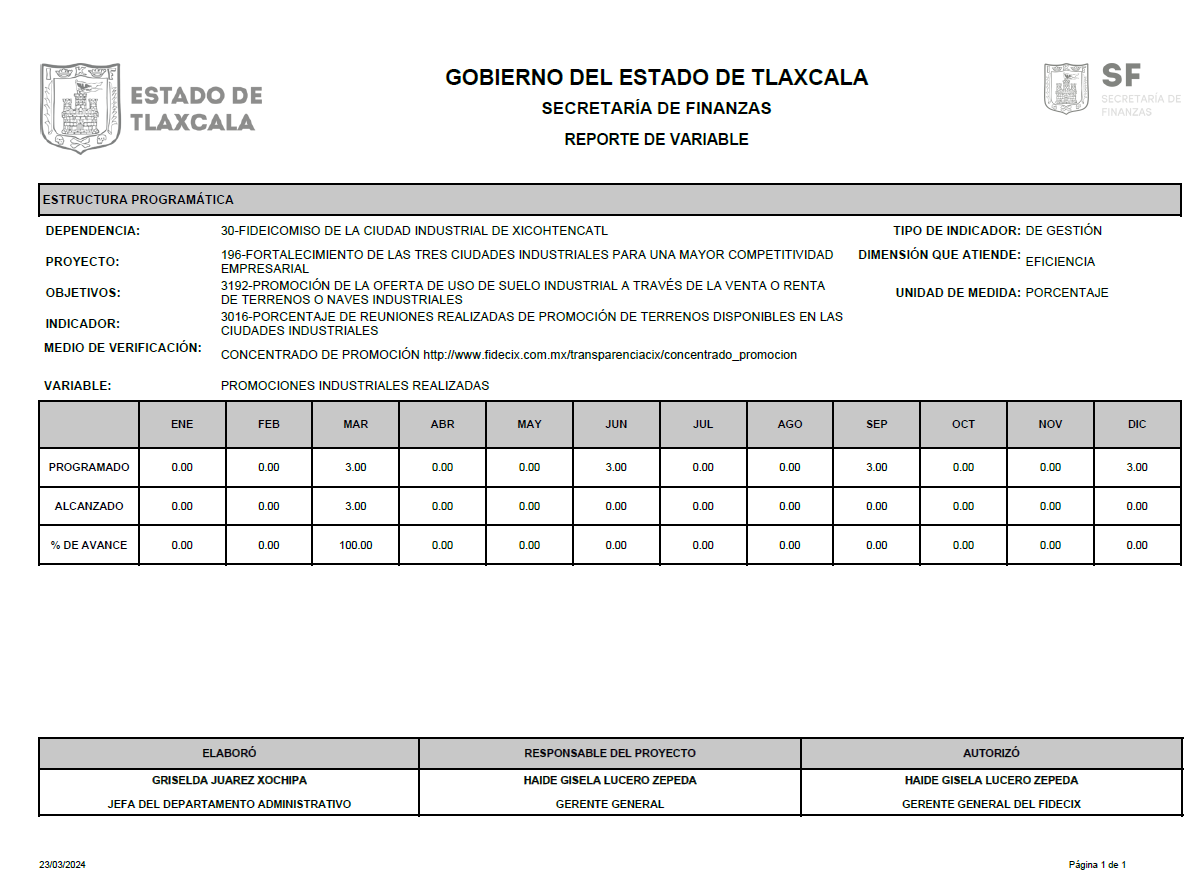 ESTADO DE
TLAXCALA
GOBIERNO DEL ESTADO DE TLAXCALA
SECRETARÍA DE FINANZAS
REPORTE DE VARIABLE
SF
SECRETARÍA DE
FINANZAS
ESTRUCTURA PROGRAMÁTICA
DEPENDENCIA: 30-FIDEICOMISO DE LA CIUDAD INDUSTRIAL DE XICOHTENCATL TIPO DE INDICADOR: DE GESTIÓN
PROYECTO: 196-FORTALECIMIENTO DE LAS TRES CIUDADES INDUSTRIALES PARA UNA MAYOR COMPETITIVIDAD
EMPRESARIAL
DIMENSIÓN QUE ATIENDE: EFICIENCIA
OBJETIVOS: 3192-PROMOCIÓN DE LA OFERTA DE USO DE SUELO INDUSTRIAL A TRAVÉS DE LA VENTA O RENTA
DE TERRENOS O NAVES INDUSTRIALES
UNIDAD DE MEDIDA: PORCENTAJE
INDICADOR: 3016-PORCENTAJE DE REUNIONES REALIZADAS DE PROMOCIÓN DE TERRENOS DISPONIBLES EN LAS
CIUDADES INDUSTRIALES
MEDIO DE VERIFICACIÓN: CONCENTRADO DE PROMOCIÓN http://www.fidecix.com.mx/transparenciacix/concentrado_promocion
VARIABLE: PROMOCIONES INDUSTRIALES REALIZADAS
ENE FEB MAR ABR MAY JUN JUL AGO SEP OCT NOV DIC
PROGRAMADO 0.00 0.00 3.00 0.00 0.00 3.00 0.00 0.00 3.00 0.00 0.00 3.00
ALCANZADO 0.00 0.00 3.00 0.00 0.00 0.00 0.00 0.00 0.00 0.00 0.00 0.00
% DE AVANCE 0.00 0.00 100.00 0.00 0.00 0.00 0.00 0.00 0.00 0.00 0.00 0.00
ELABORÓ RESPONSABLE DEL PROYECTO AUTORIZÓ
GRISELDA JUAREZ XOCHIPA HAIDE GISELA LUCERO ZEPEDA HAIDE GISELA LUCERO ZEPEDA
JEFA DEL DEPARTAMENTO ADMINISTRATIVO GERENTE GENERAL GERENTE GENERAL DEL FIDECIX
23/03/2024 Página 1 de 1